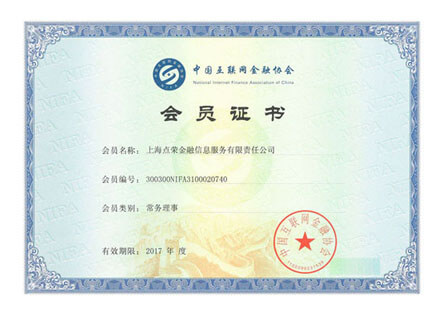 中国互联网金融协会
National Internet Finance Association of China
会员证书
会员名称：上海点荣金融信息服务有限责任公司
会员编号：300300NIFA3100020740
会员类别：常务理事
有效期限：2017 年 度
中国互联网金融协会